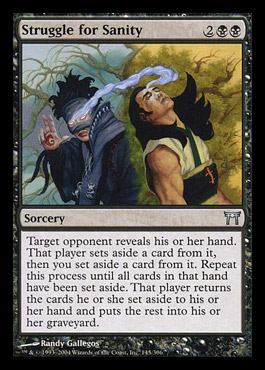 Struggle for Sanity 2
Sorcery
Target opponent reveals his or her hand.
That player sets aside a card from it,
then you set aside a card from it. Repeat
this process until all cards in that hand
have been set aside. That player returns
the cards he or she set aside to his or
her hand and puts the rest into his or
her graveyard.
Randy Gallegos
™ & © 1993–2004 Wizards of the Coast, Inc. 145/306